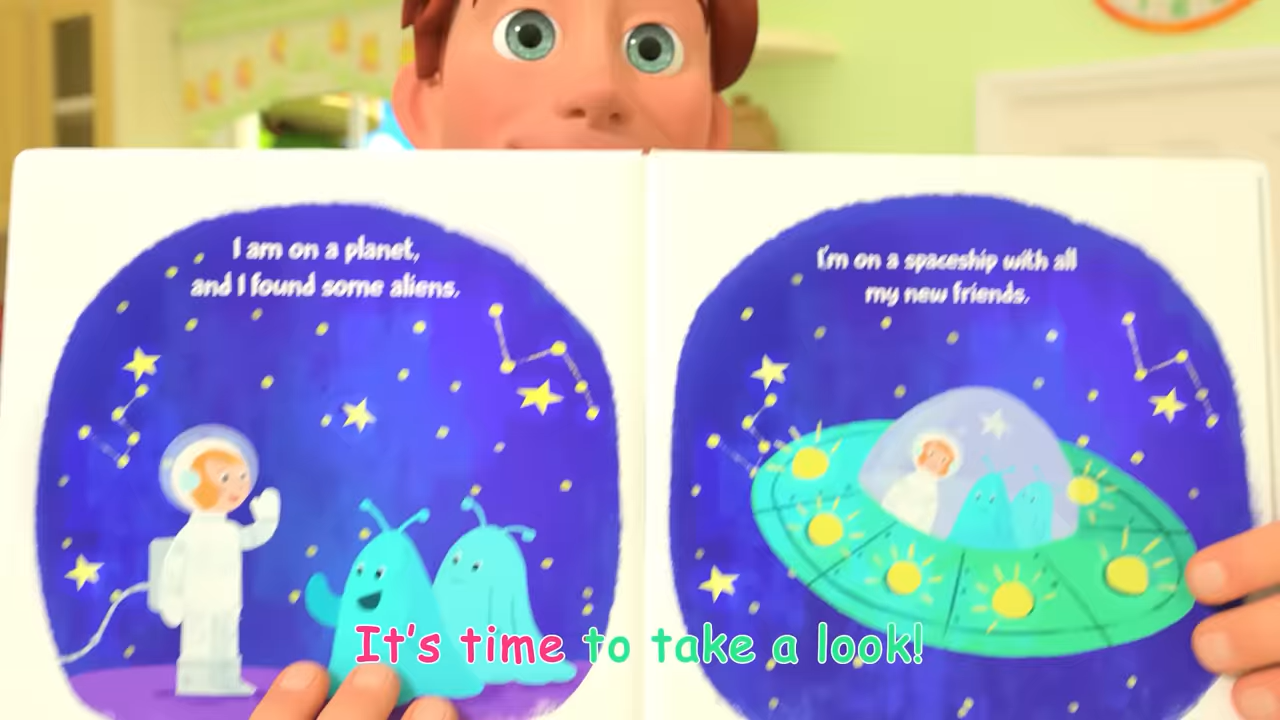 I am on a planet,
and I found some aliens.
I'm on a spaceship with all
my new friends.
It's time to take a look!